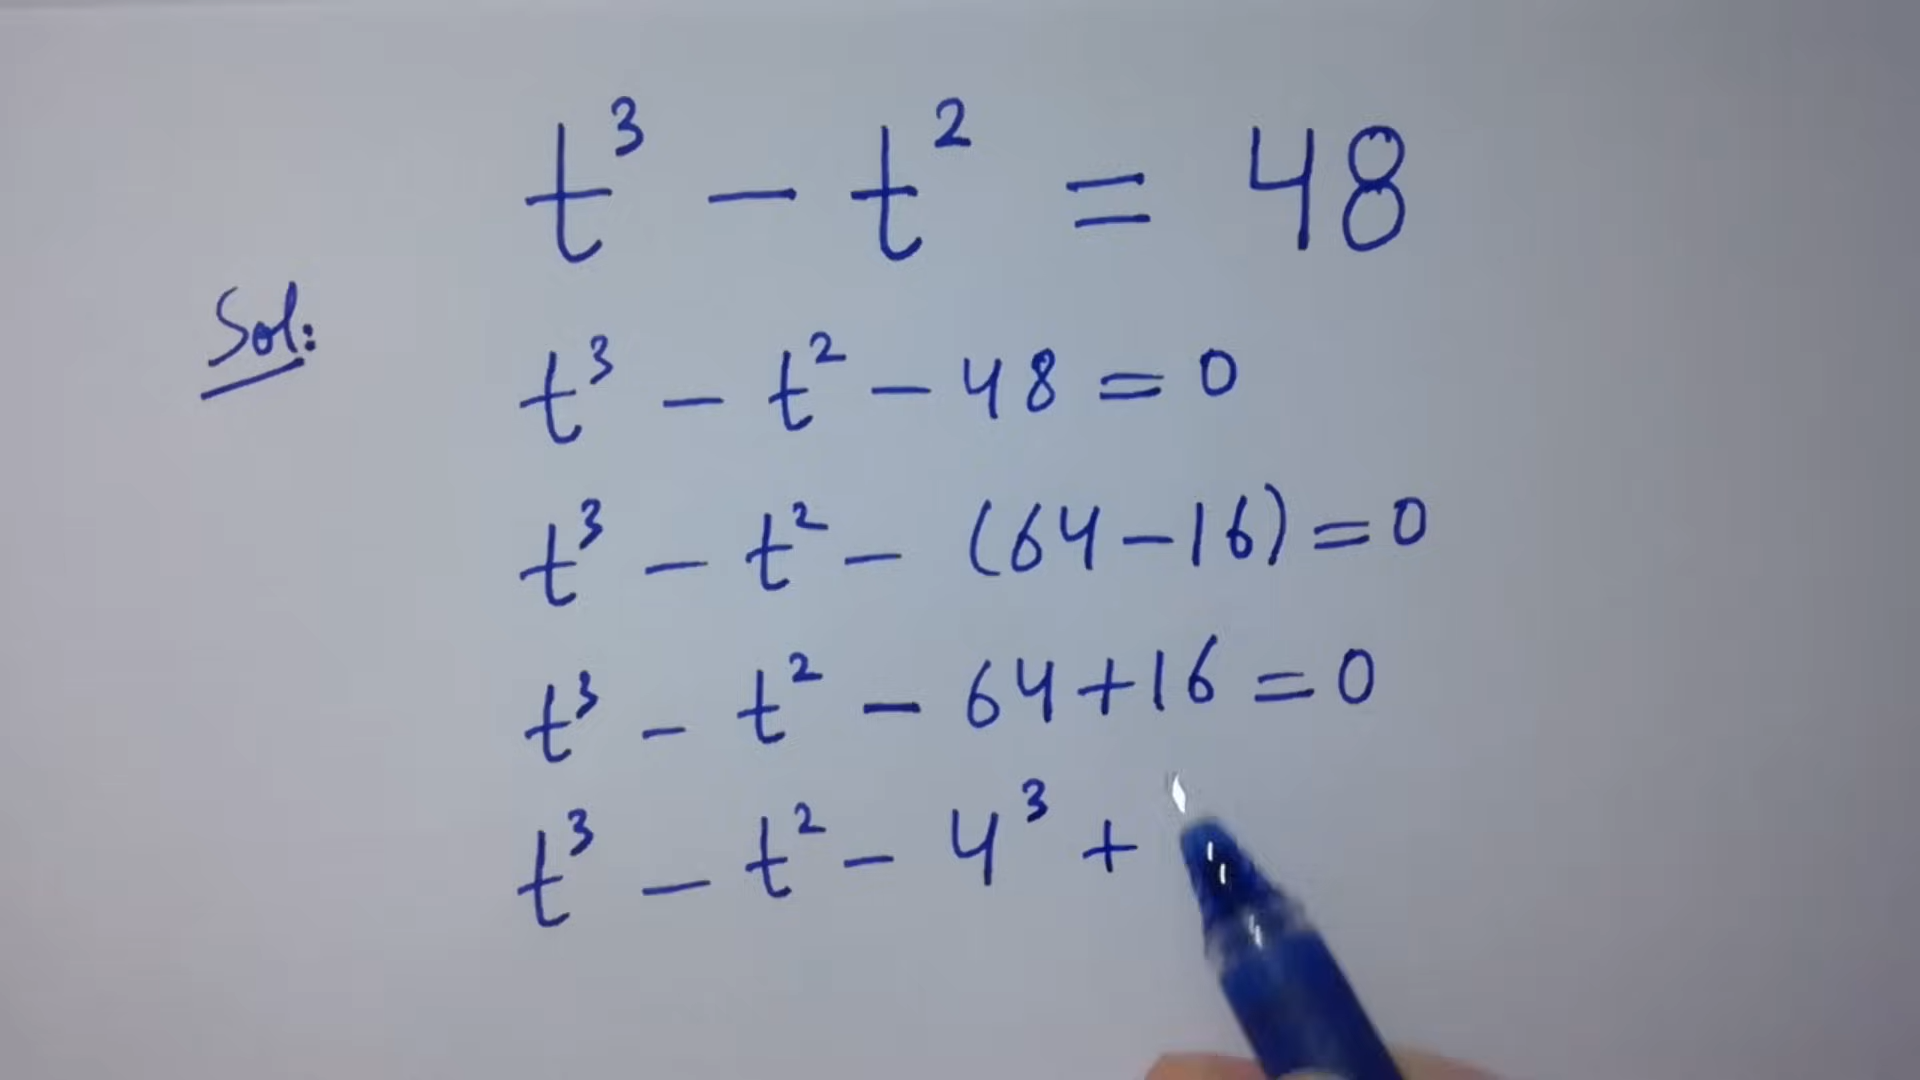 t³ - t² = 48
Sol:
t³ - t² - 48 = 0
t³ - t² - (64 - 16) = 0
t³ - t² - 64 + 16 = 0
t³ - t² - 4³ +